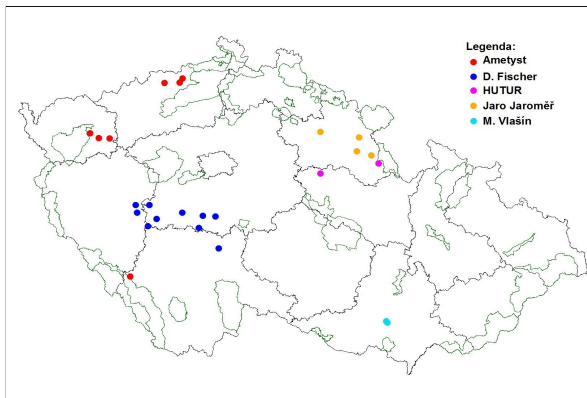 Legenda:
Ametyst
D. Fischer
HUTUR
Jaro Jaroměř
M. Vlašín